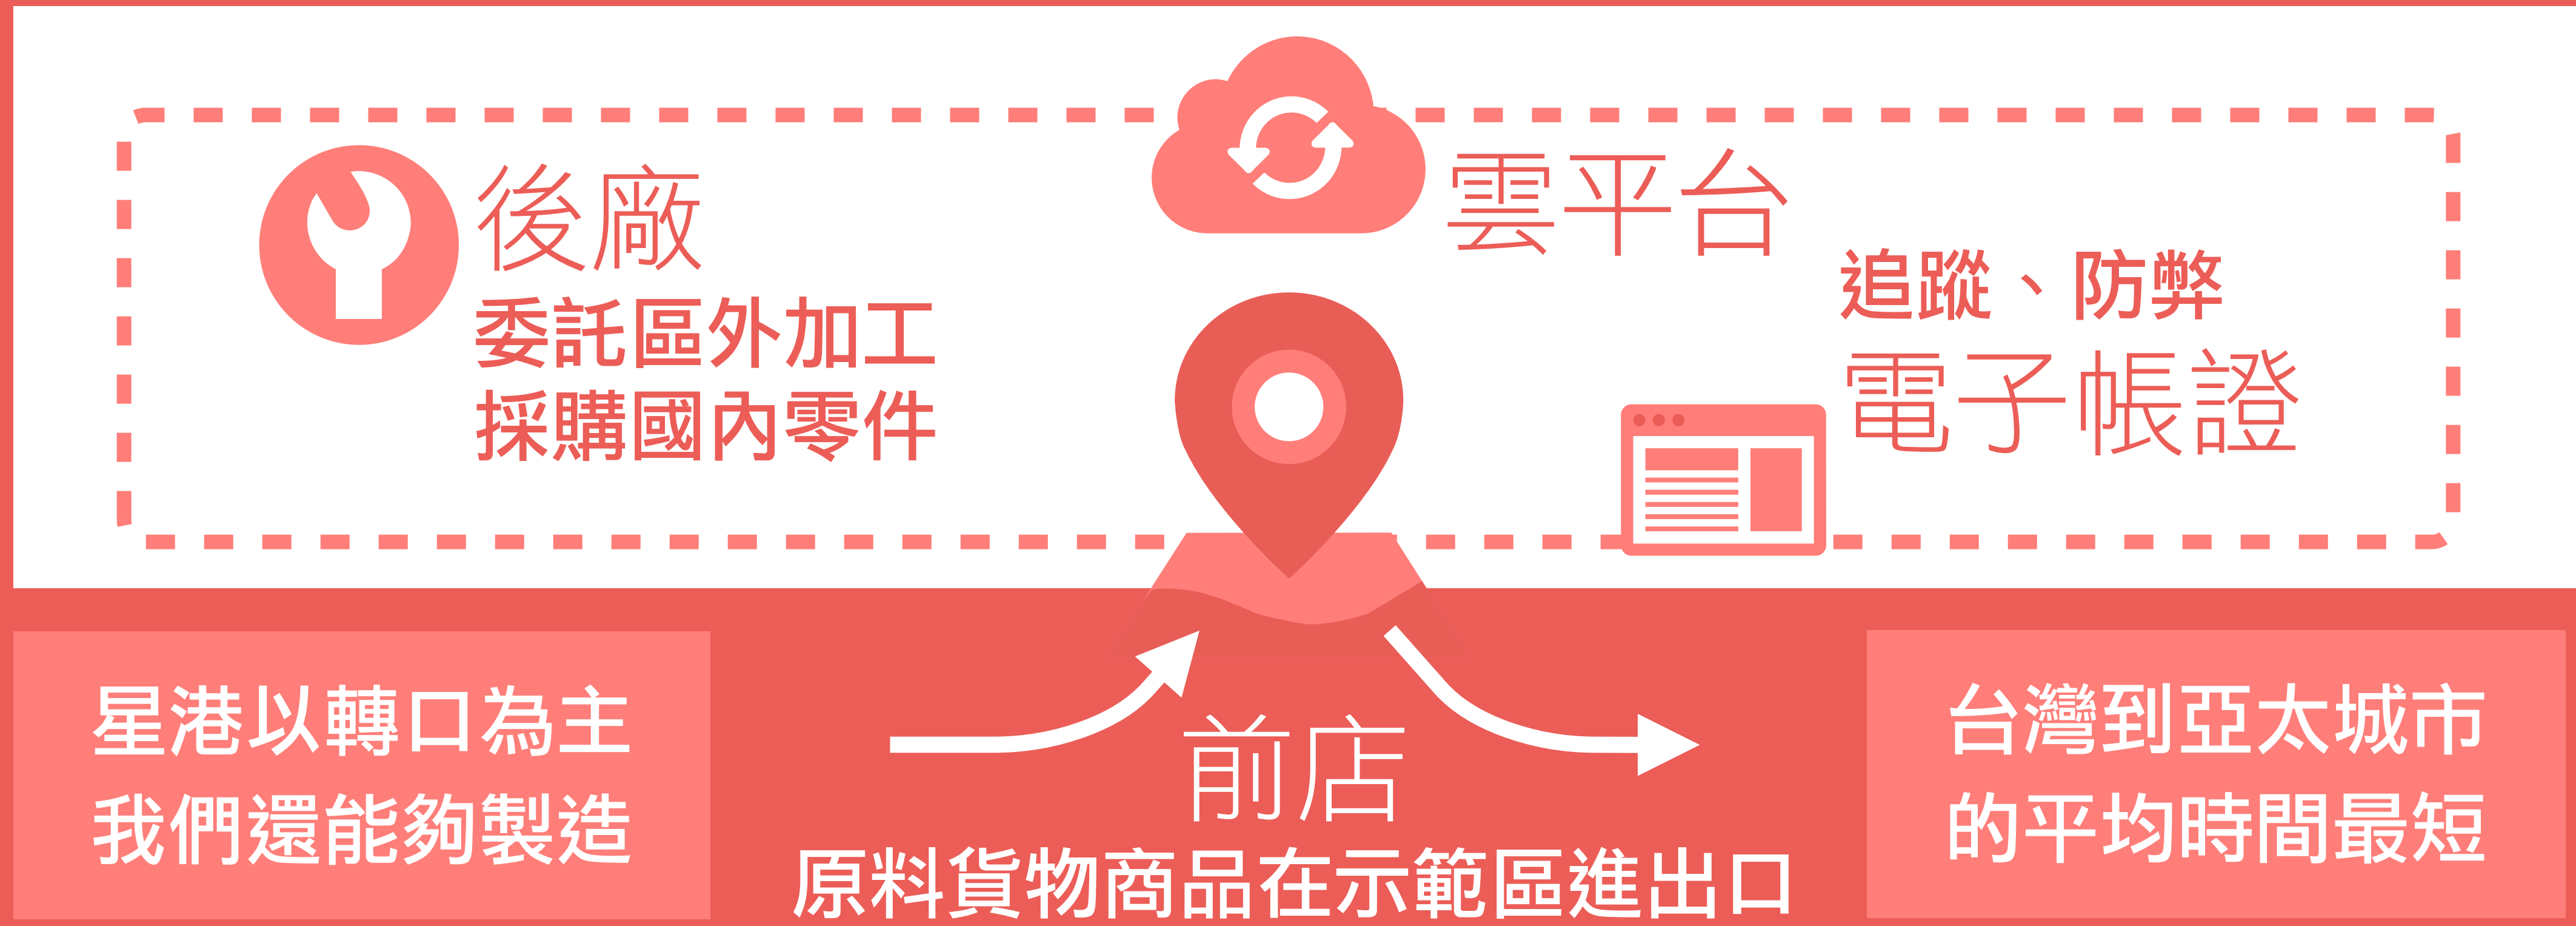 後廠
委託區外加工
採購國內零件
雲平台
追蹤、防弊
電子帳證
星港以轉口為主
我們還能夠製造
前店
原料貨物商品在示範區進出口
台灣到亞太城市
的平均時間最短